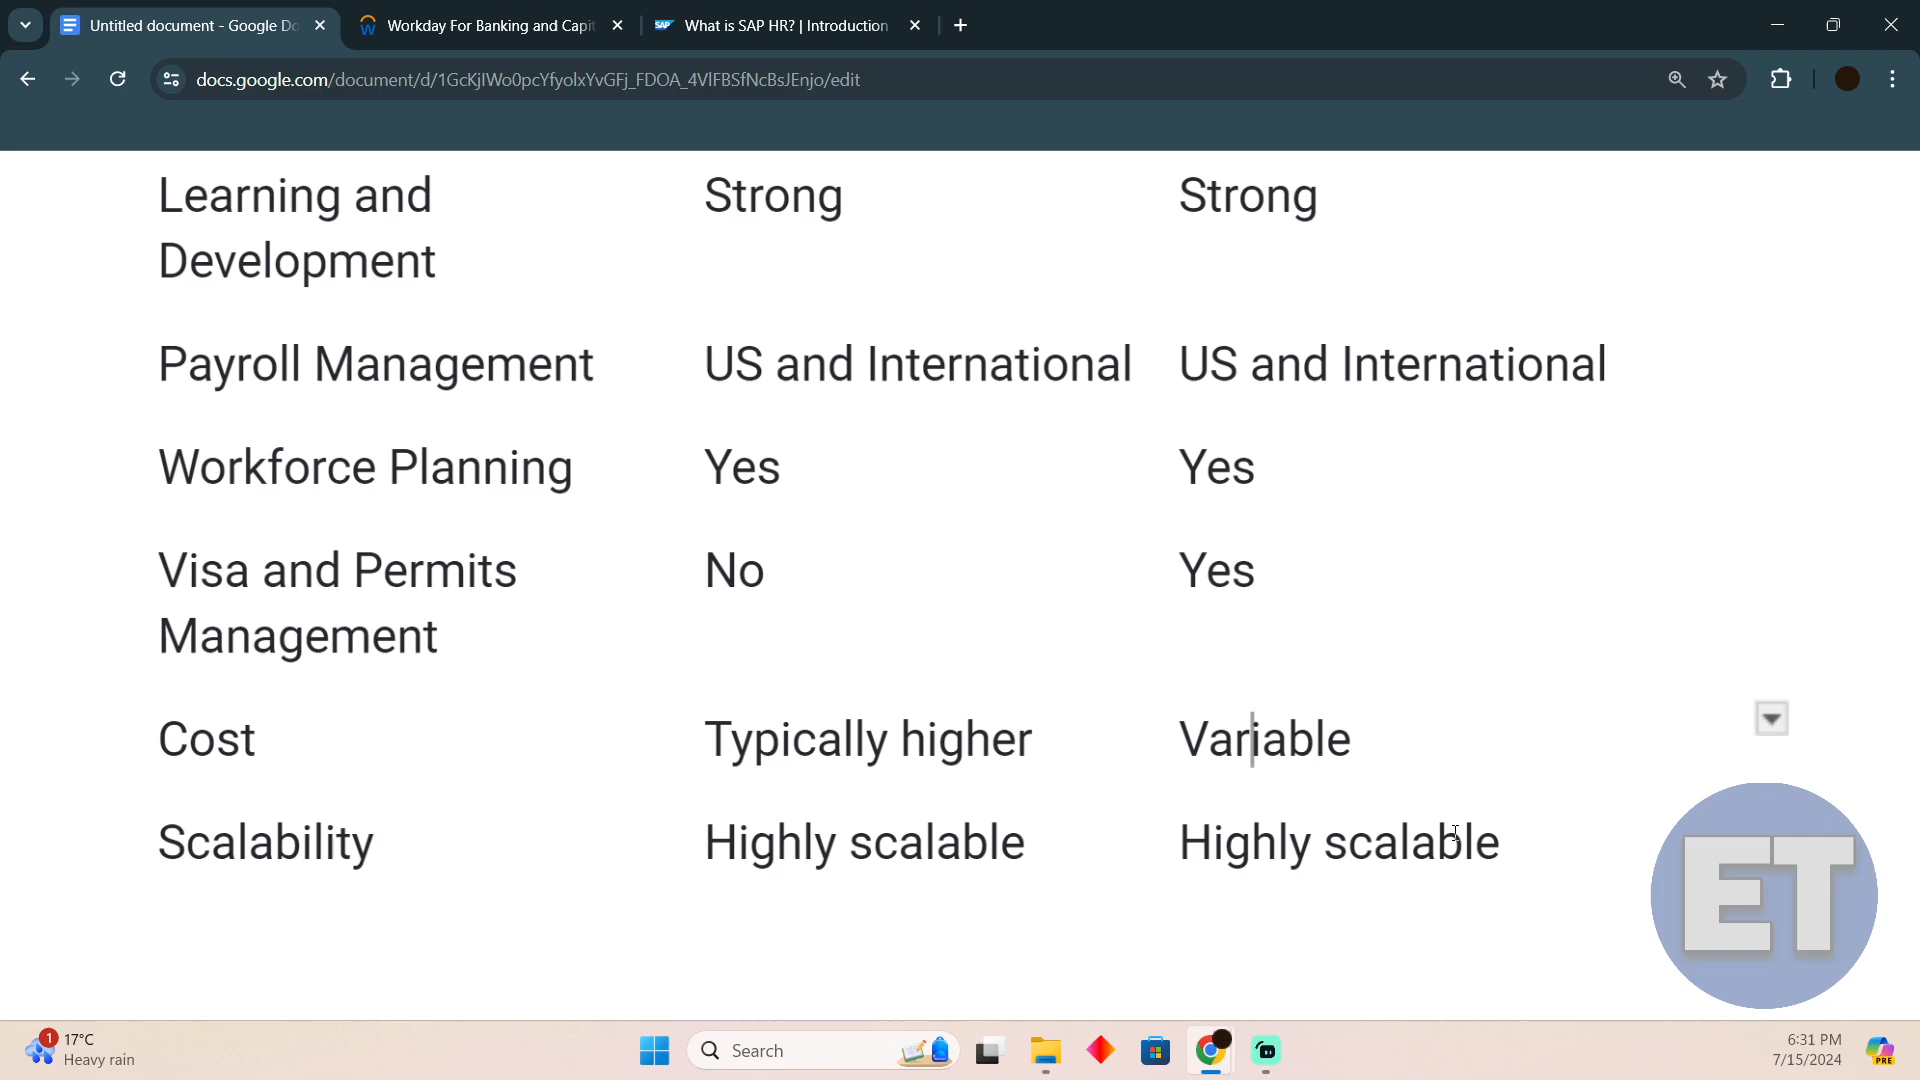 Untitled document - Google Do
Workday For Banking and Capit
SAP
What is SAP HR? | Introduction
docs.google.com/document/d/1GcKjIWo0pcYfyolxYvGFj_FDOA_4VlFBSfNcBsJEnjo/edit
Learning and Strong Strong
Development
Payroll Management US and International US and International
Workforce Planning Yes Yes
Visa and Permits No Yes
Management
Cost Typically higher Variable
Scalability Highly scalable Highly scalable
ET
1
17°C
Heavy rain
Search
6:31 PM
7/15/2024
PRE